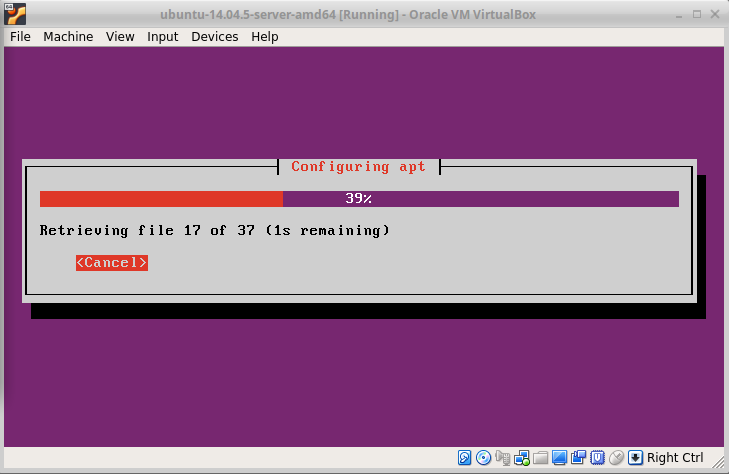 ubuntu-14.04.5-server-amd64 [Running] - Oracle VM VirtualBox
File Machine View Input Devices Help
Configuring apt
39%
Retrieving file 17 of 37 (1s remaining)
<Cancel>
Right Ctrl